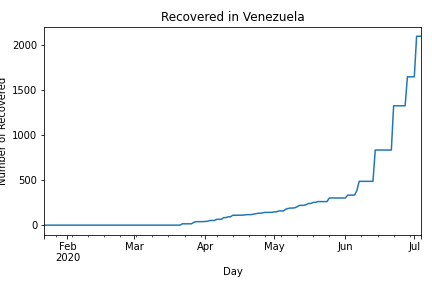 Recovered in Venezuela
Number of Recovered
2000
1500
1000
500
0
Feb
2020
Mar
Apr
May
Jun
Jul
Day